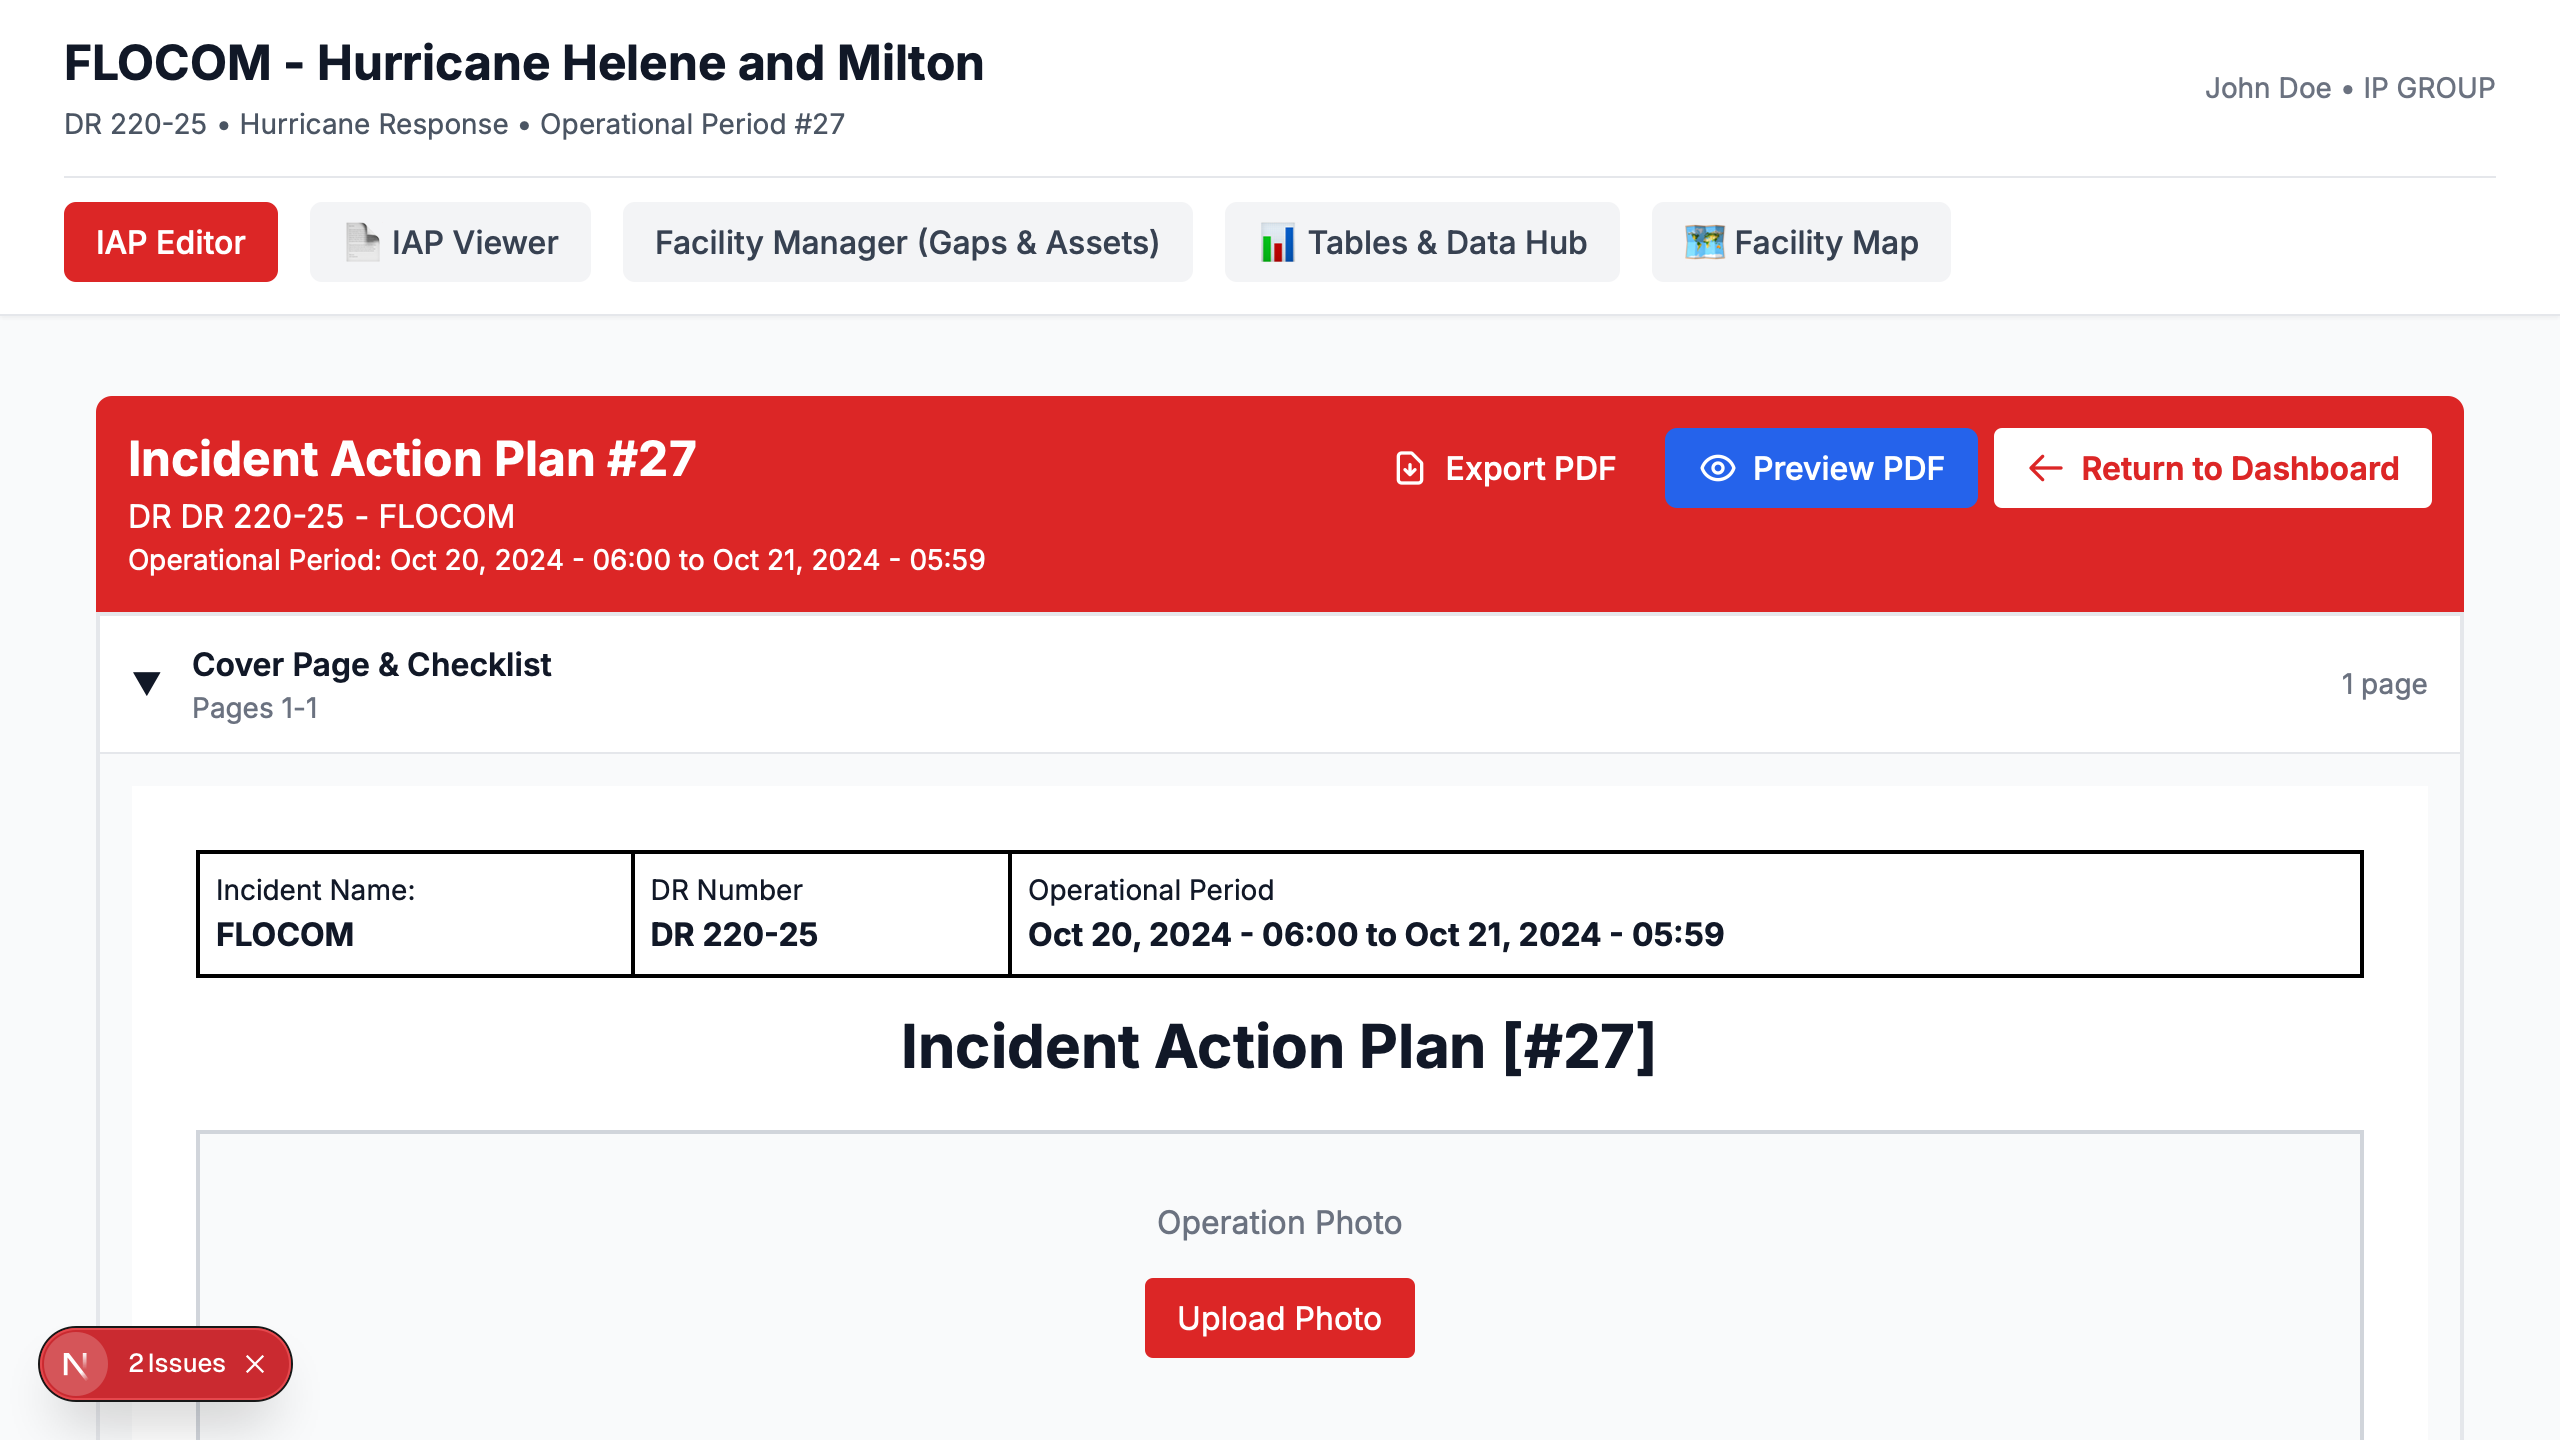 FLOCOM - Hurricane Helene and Milton
DR 220-25 • Hurricane Response • Operational Period #27
John Doe • IP GROUP
IAP Editor
IAP Viewer
Facility Manager (Gaps & Assets)
Tables & Data Hub
Facility Map
Incident Action Plan #27
DR DR 220-25 - FLOCOM
Operational Period: Oct 20, 2024 - 06:00 to Oct 21, 2024 - 05:59
Export PDF
Preview PDF
Return to Dashboard
Cover Page & Checklist
Pages 1-1
1 page
Incident Name:
FLOCOM
DR Number
DR 220-25
Operational Period
Oct 20, 2024 - 06:00 to Oct 21, 2024 - 05:59
Incident Action Plan [#27]
Operation Photo
Upload Photo
N
2 Issues